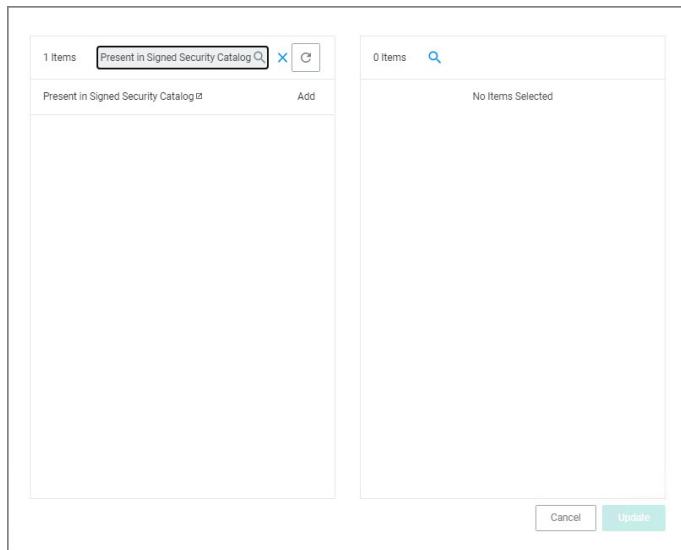 1 Items
Present in Signed Security Catalog
Present in Signed Security Catalog
Add
0 Items
No Items Selected
Cancel
Update